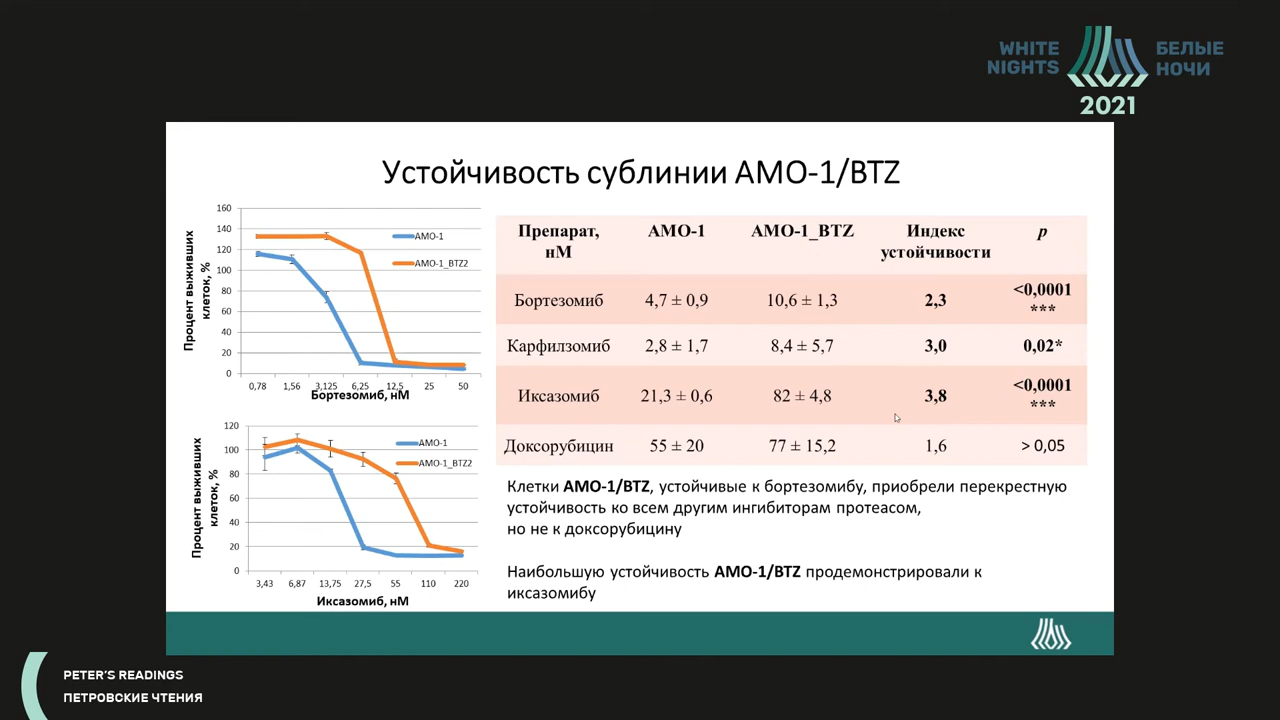 WHITE
NIGHTS
БЕЛЫЕ
НОЧИ
2021
Устойчивость сублинии AMO-1/BTZ
160
140
120
100
80
60
40
20
0
Процент выживших
клеток, %
AMO-1
AMO-1_BTZ2
0,78 1,56 3,125 6,25 12,5 25 50
Бортезомиб, нМ
120
100
80
60
40
20
0
Процент выживших
клеток, %
AMO-1
AMO-1_BTZ2
3,43 6,87 13,75 27,5 55 110 220
Иксазомиб, нМ
Препарат, нМ AMO-1 AMO-1_BTZ Индекс устойчивости p
Бортезомиб 4,7 ± 0,9 10,6 ± 1,3 2,3 <0,0001 ***
Карфилзомиб 2,8 ± 1,7 8,4 ± 5,7 3,0 0,02*
Иксазомиб 21,3 ± 0,6 82 ± 4,8 3,8 <0,0001 ***
Доксорубицин 55 ± 20 77 ± 15,2 1,6 > 0,05
Клетки AMO-1/BTZ, устойчивые к бортезомибу, приобрели перекрестную
устойчивость ко всем другим ингибиторам протеасом,
но не к доксорубицину
Наибольшую устойчивость AMO-1/BTZ продемонстрировали к
иксазомибу
PETER'S READINGS
ПЕТРОВСКИЕ ЧТЕНИЯ